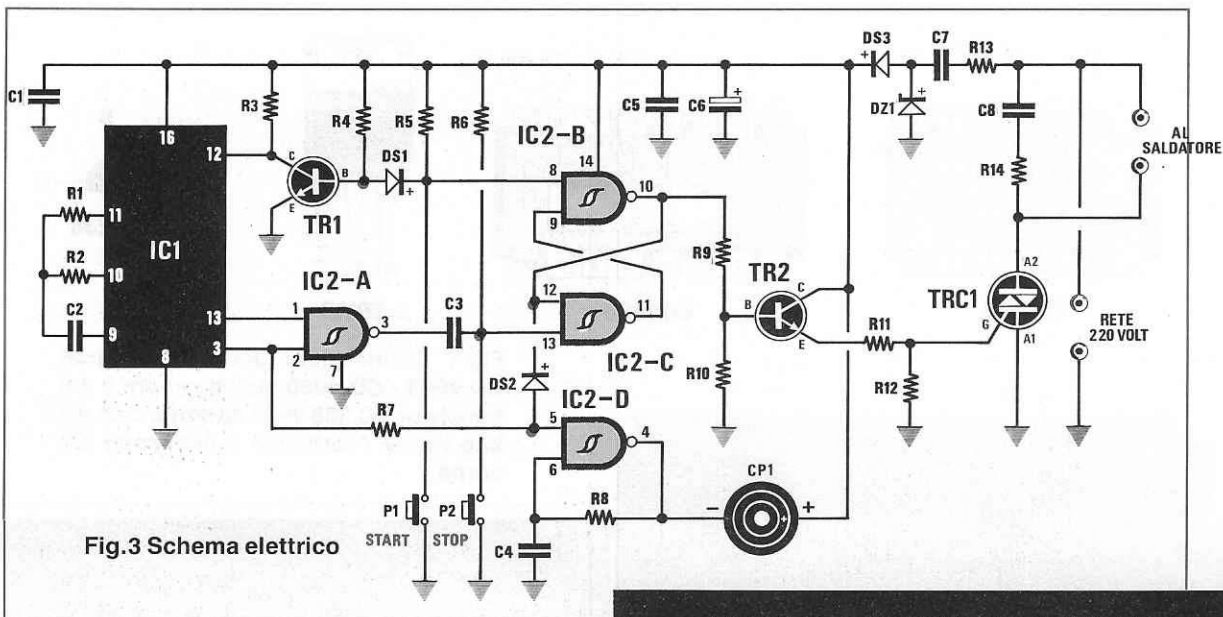 C1
R1
R2
C2
16
12
11
10
9
13
3
8
IC1
R3
C
B
E
TR1
R4
DS1
+
R5
R6
IC2-A
1
2
3
7
C3
R7
IC2-B
14
8
9
10
12
13
11
IC2-C
DS2
+
IC2-D
5
6
4
R8
C4
P1
START
P2
STOP
C5
C6
+
R9
R10
B
C
E
TR2
R11
R12
-
CP1
+
DS3
+
DZ1
+
C7
R13
C8
R14
A2
TRC1
G
A1
AL
SALDATORE
RETE
220 VOLT
Fig.3 Schema elettrico